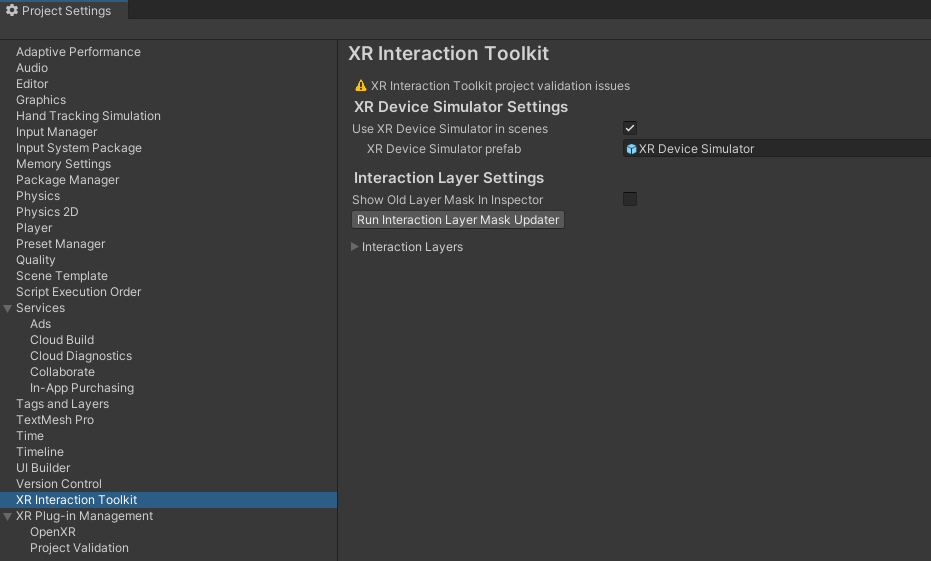 Project Settings
Adaptive Performance
Audio
Editor
Graphics
Hand Tracking Simulation
Input Manager
Input System Package
Memory Settings
Package Manager
Physics
Physics 2D
Player
Preset Manager
Quality
Scene Template
Script Execution Order
Services
Ads
Cloud Build
Cloud Diagnostics
Collaborate
In-App Purchasing
Tags and Layers
TextMesh Pro
Time
Timeline
UI Builder
Version Control
XR Interaction Toolkit
XR Plug-in Management
OpenXR
Project Validation
XR Interaction Toolkit
XR Interaction Toolkit project validation issues
XR Device Simulator Settings
Use XR Device Simulator in scenes
XR Device Simulator prefab XR Device Simulator
Interaction Layer Settings
Show Old Layer Mask In Inspector
Run Interaction Layer Mask Updater
Interaction Layers